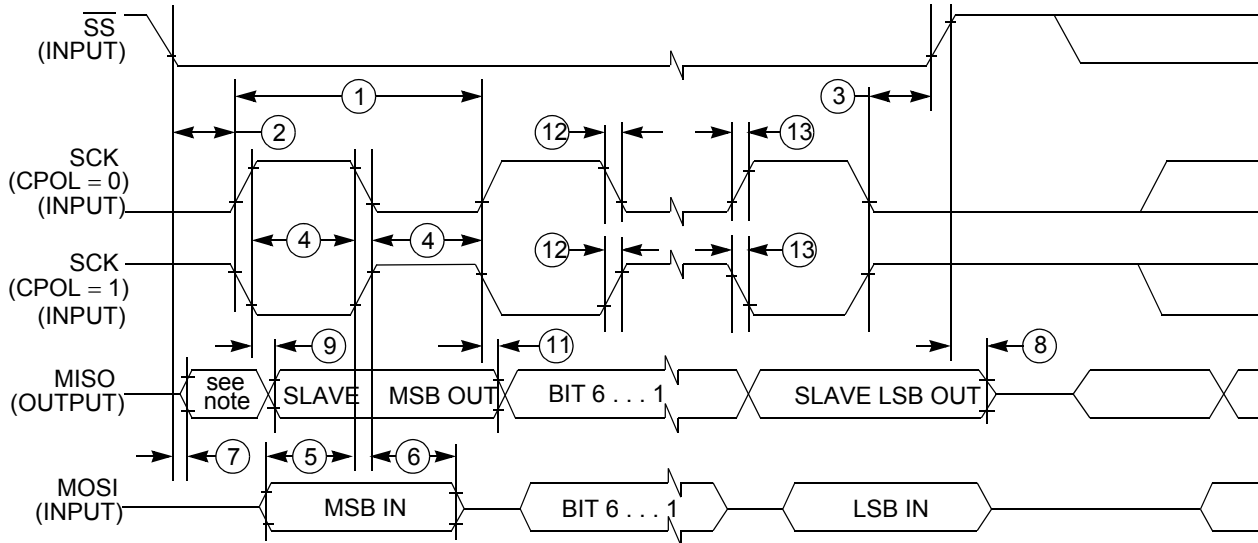 SS
(INPUT)
1
3
2
12
13
SCK
(CPOL = 0)
(INPUT)
4
4
12
13
SCK
(CPOL = 1)
(INPUT)
9
11
8
MISO
(OUTPUT)
see
note
SLAVE
MSB OUT
BIT 6 . . . 1
SLAVE LSB OUT
7
5
6
MOSI
(INPUT)
MSB IN
BIT 6 . . . 1
LSB IN